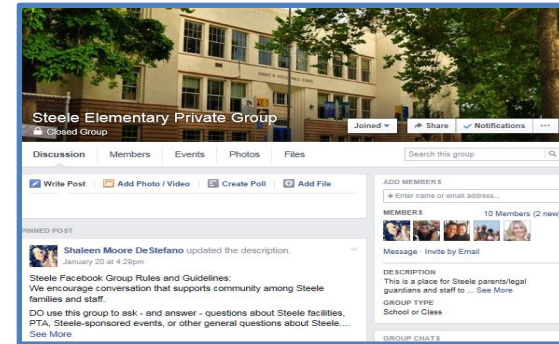 Steele Elementary Private Group
Closed Group
Joined
Share
Notifications
Discussion
Members
Events
Photos
Files
Search this group
Write Post
Add Photo / Video
Create Poll
Add File
PINNED POST
Shaleen Moore DeStefano updated the description.
January 20 at 4:29pm
Steele Facebook Group Rules and Guidelines:
We encourage conversation that supports community among Steele
families and staff.
DO use this group to ask - and answer - questions about Steele facilities,
PTA, Steele-sponsored events, or other general questions about Steele....
See More
ADD MEMBERS
+ Enter name or email address...
MEMBERS
10 Members (2 new)
Message · Invite by Email
DESCRIPTION
This is a place for Steele parents/legal
guardians and staff to ... See More
GROUP TYPE
School or Class
GROUP CHATS